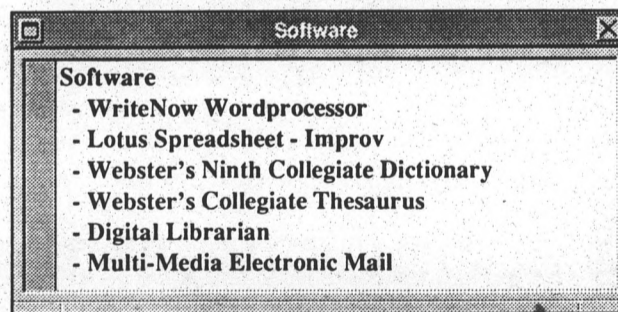 Software
Software
- WriteNow Wordprocessor
- Lotus Spreadsheet - Improv
- Webster's Ninth Collegiate Dictionary
- Webster's Collegiate Thesaurus
- Digital Librarian
- Multi-Media Electronic Mail